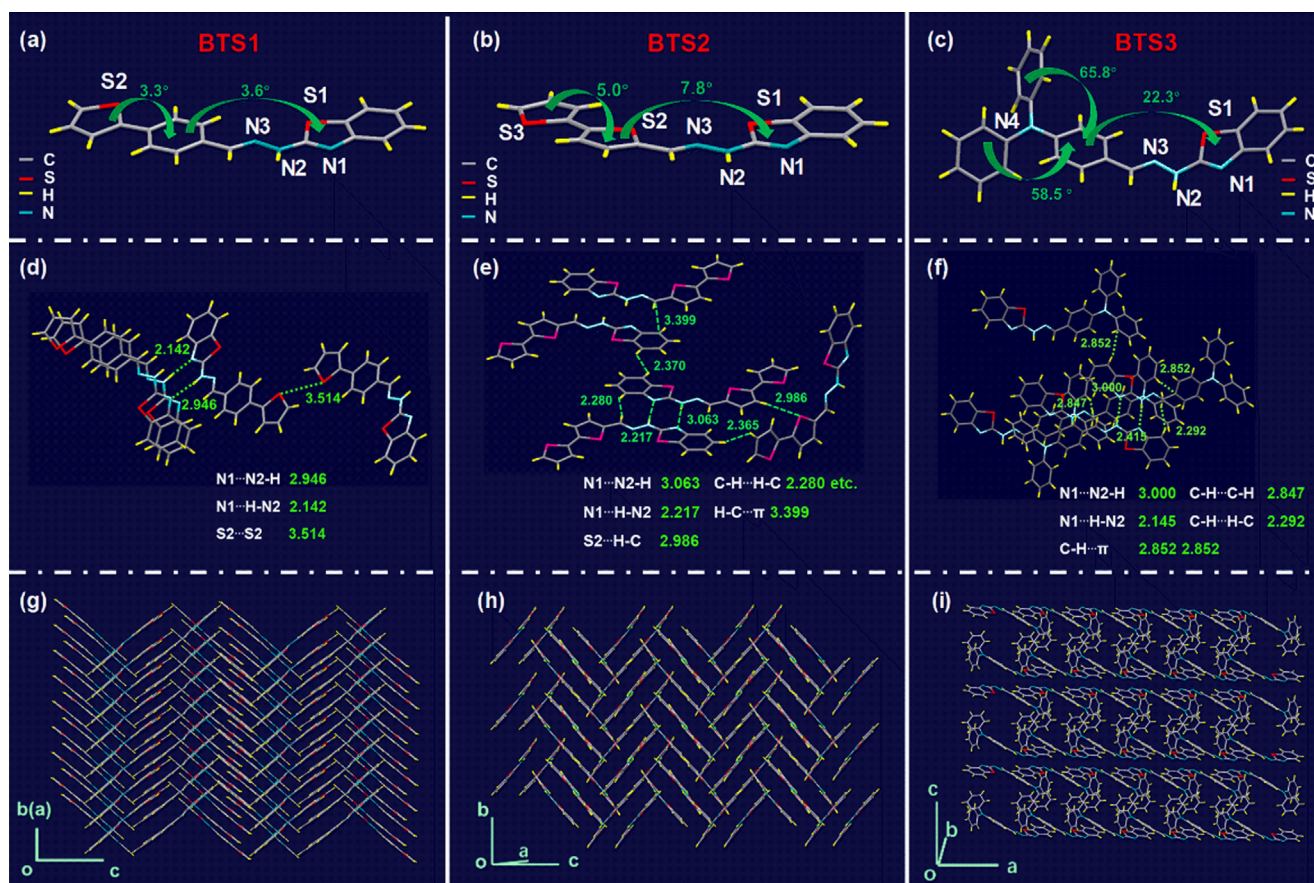 (a) BTS1
S2 3.3° 3.6° S1
N3
N2 N1
C
S
H
N
(b) BTS2
5.0° 7.8° S1
S3 S2 N3
N2 N1
C
S
H
N
(c) BTS3
65.8° 22.3° S1
N4 N3
58.5° N2 N1
C
S
H
N
(d)
2.142
2.946
3.514
N1···N2-H 2.946
N1···H-N2 2.142
S2···S2 3.514
(e)
3.399
2.370
2.280 2.986
2.217 3.063 2.365
N1···N2-H 3.063 C-H···H-C 2.280 etc.
N1···H-N2 2.217 H-C···π 3.399
S2···H-C 2.986
(f)
2.852
3.000 2.852
2.847
2.415 2.292
N1···N2-H 3.000 C-H···C-H 2.847
N1···H-N2 2.145 C-H···H-C 2.292
C-H···π 2.852 2.852
(g)
b(a)
o c
(h)
b
a
o c
(i)
c
b
o a